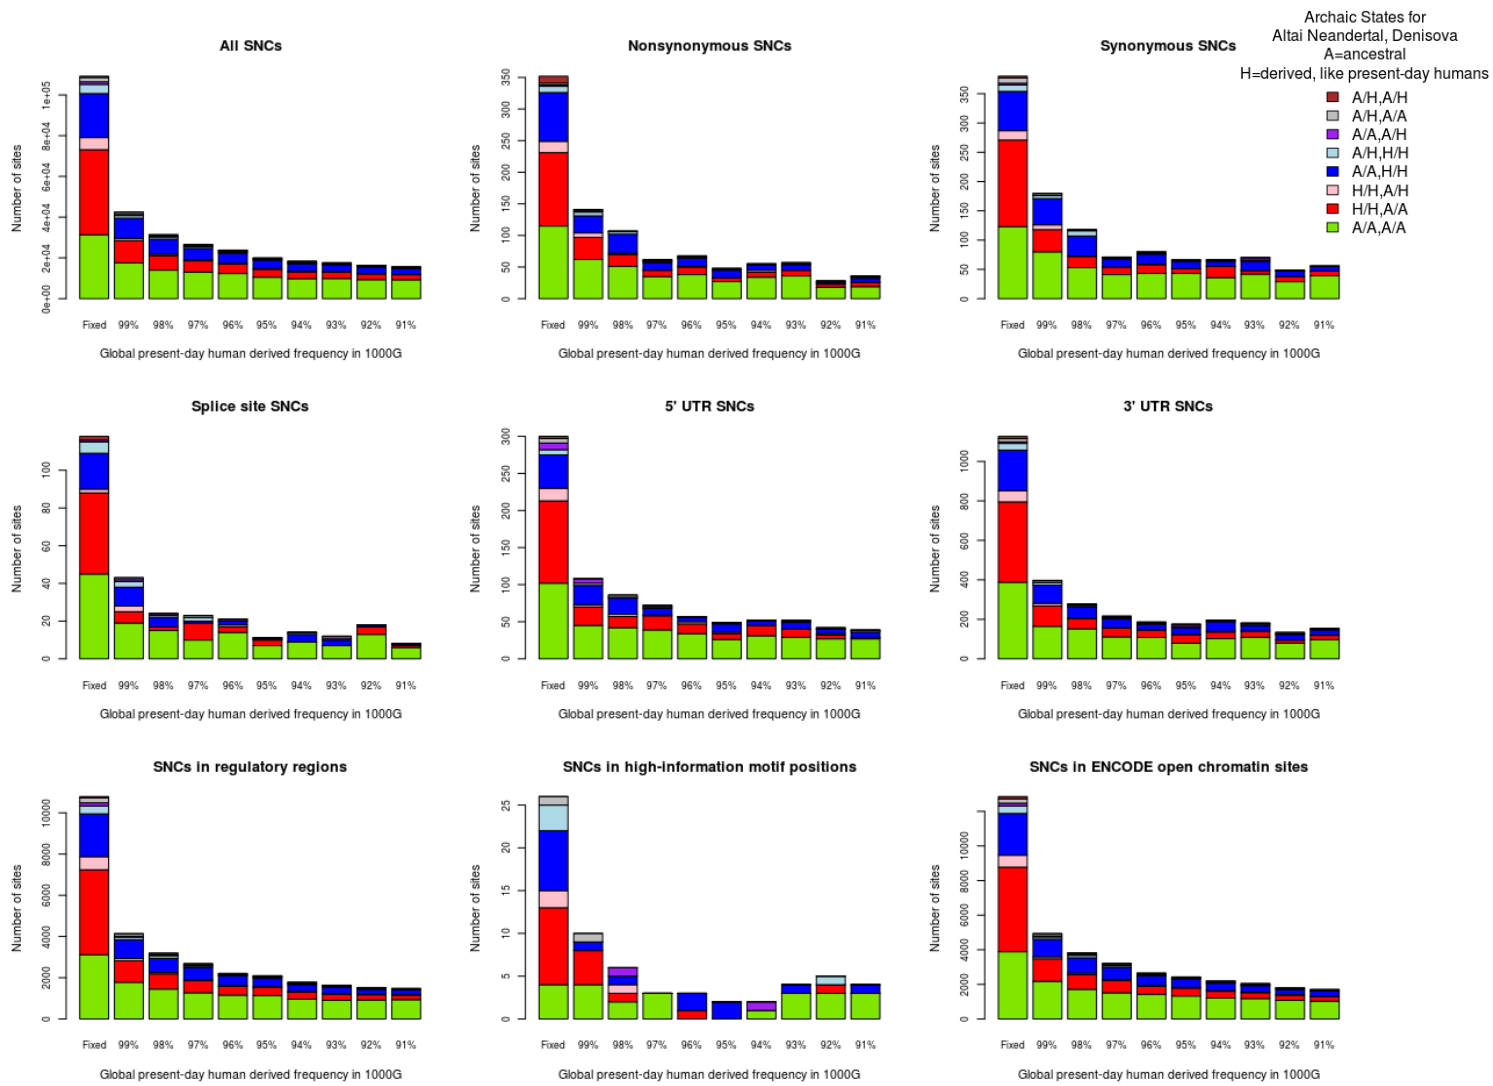 Archaic States for
Altai Neandertal, Denisova
A=ancestral
H=derived, like present-day humans
A/H,A/H
A/H,A/A
A/A,A/H
A/H,H/H
A/A,H/H
H/H,A/H
H/H,A/A
A/A,A/A
All SNCs
Number of sites
1e+05
8e+04
6e+04
4e+04
2e+04
0e+00
Fixed 99% 98% 97% 96% 95% 94% 93% 92% 91%
Global present-day human derived frequency in 1000G
Nonsynonymous SNCs
Number of sites
350
300
250
200
150
100
50
0
Fixed 99% 98% 97% 96% 95% 94% 93% 92% 91%
Global present-day human derived frequency in 1000G
Synonymous SNCs
Number of sites
350
300
250
200
150
100
50
0
Fixed 99% 98% 97% 96% 95% 94% 93% 92% 91%
Global present-day human derived frequency in 1000G
Splice site SNCs
Number of sites
100
80
60
40
20
0
Fixed 99% 98% 97% 96% 95% 94% 93% 92% 91%
Global present-day human derived frequency in 1000G
5' UTR SNCs
Number of sites
300
250
200
150
100
50
0
Fixed 99% 98% 97% 96% 95% 94% 93% 92% 91%
Global present-day human derived frequency in 1000G
3' UTR SNCs
Number of sites
1000
800
600
400
200
0
Fixed 99% 98% 97% 96% 95% 94% 93% 92% 91%
Global present-day human derived frequency in 1000G
SNCs in regulatory regions
Number of sites
10000
8000
6000
4000
2000
0
Fixed 99% 98% 97% 96% 95% 94% 93% 92% 91%
Global present-day human derived frequency in 1000G
SNCs in high-information motif positions
Number of sites
25
20
15
10
5
0
Fixed 99% 98% 97% 96% 95% 94% 93% 92% 91%
Global present-day human derived frequency in 1000G
SNCs in ENCODE open chromatin sites
Number of sites
10000
8000
6000
4000
2000
0
Fixed 99% 98% 97% 96% 95% 94% 93% 92% 91%
Global present-day human derived frequency in 1000G